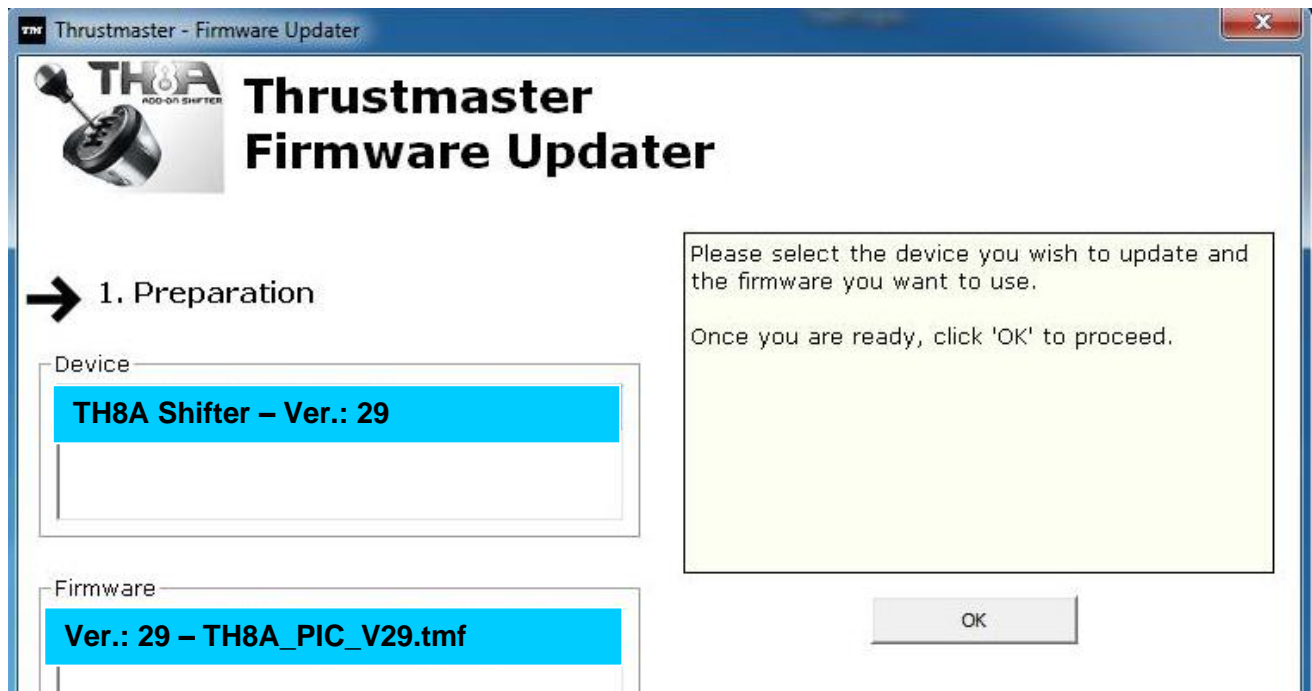 Thrustmaster - Firmware Updater
TH8A
ADD-ON SHIFTER
Thrustmaster
Firmware Updater
1. Preparation
Please select the device you wish to update and
the firmware you want to use.
Once you are ready, click 'OK' to proceed.
Device
TH8A Shifter – Ver.: 29
Firmware
Ver.: 29 – TH8A_PIC_V29.tmf
OK